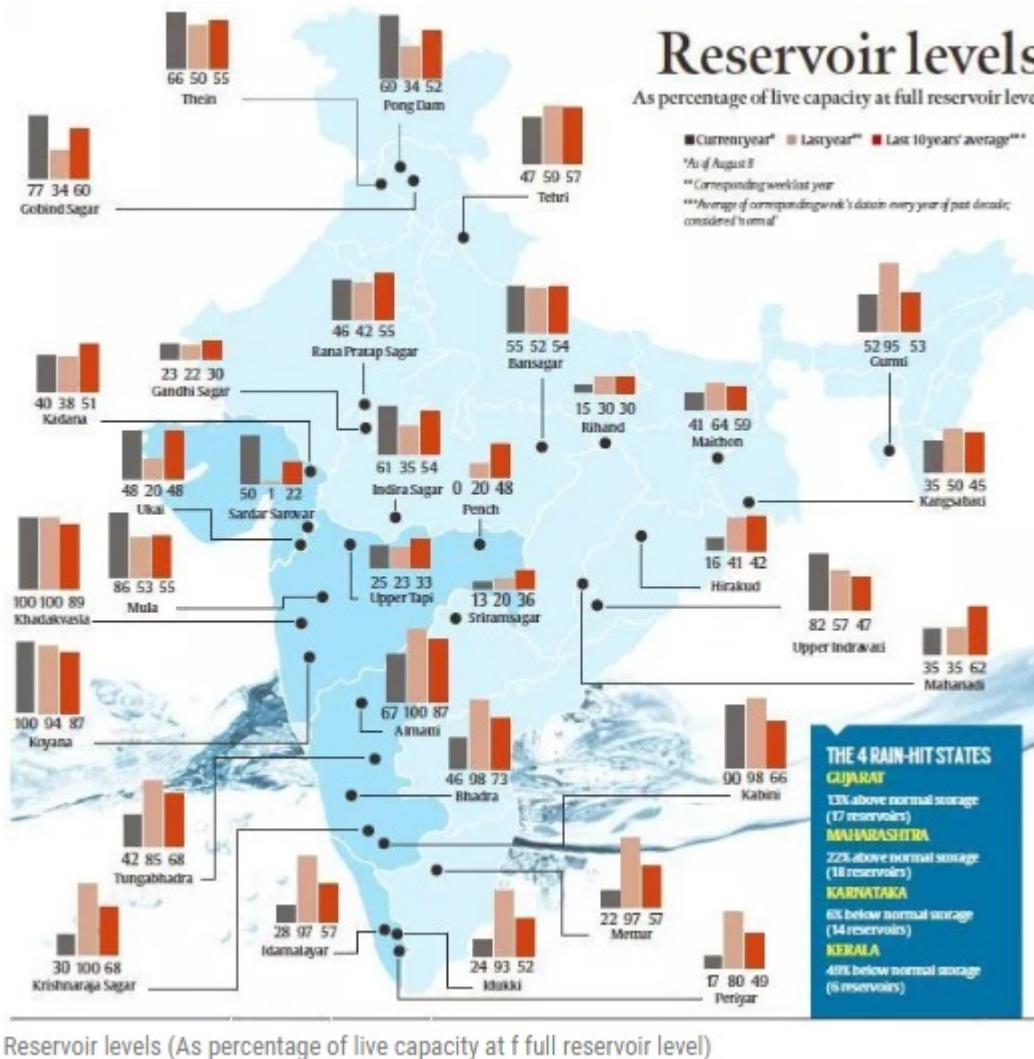 Reservoir levels
As percentage of live capacity at full reservoir leve
Current year* Last year** Last 10 years' average***
*As of August 8
**Corresponding week last year
***Average of corresponding week's data in every year of past decade;
considered 'normal'
66 50 55
Thein
69 34 52
Pong Dam
77 34 60
Gobind Sagar
47 59 57
Tehri
46 42 55
Rana Pratap Sagar
55 52 54
Bansagar
52 95 53
Gumti
23 22 30
Gandhi Sagar
40 38 51
Kadana
15 30 30
Rihand
41 64 59
Maithon
61 35 54
Indira Sagar
0 20 48
Pench
35 50 45
Kangsabati
48 20 48
Ukai
50 1 22
Sardar Sarovar
16 41 42
Hirakud
100 100 89
Khadakvasla
86 53 55
Mula
25 23 33
Upper Tapi
13 20 36
Sriramsagar
82 57 47
Upper Indravati
35 35 62
Mahanadi
100 94 87
Koyana
67 100 87
Almatti
46 98 73
Bhadra
90 98 66
Kabini
42 85 68
Tungabhadra
28 97 57
Idamalayar
22 97 57
Mettur
30 100 68
Krishnaraja Sagar
24 93 52
Idukki
17 80 49
Periyar
THE 4 RAIN-HIT STATES
GUJARAT
13% above normal storage
(17 reservoirs)
MAHARASHTRA
22% above normal storage
(18 reservoirs)
KARNATAKA
6% below normal storage
(14 reservoirs)
KERALA
49% below normal storage
(6 reservoirs)
Reservoir levels (As percentage of live capacity at f full reservoir level)